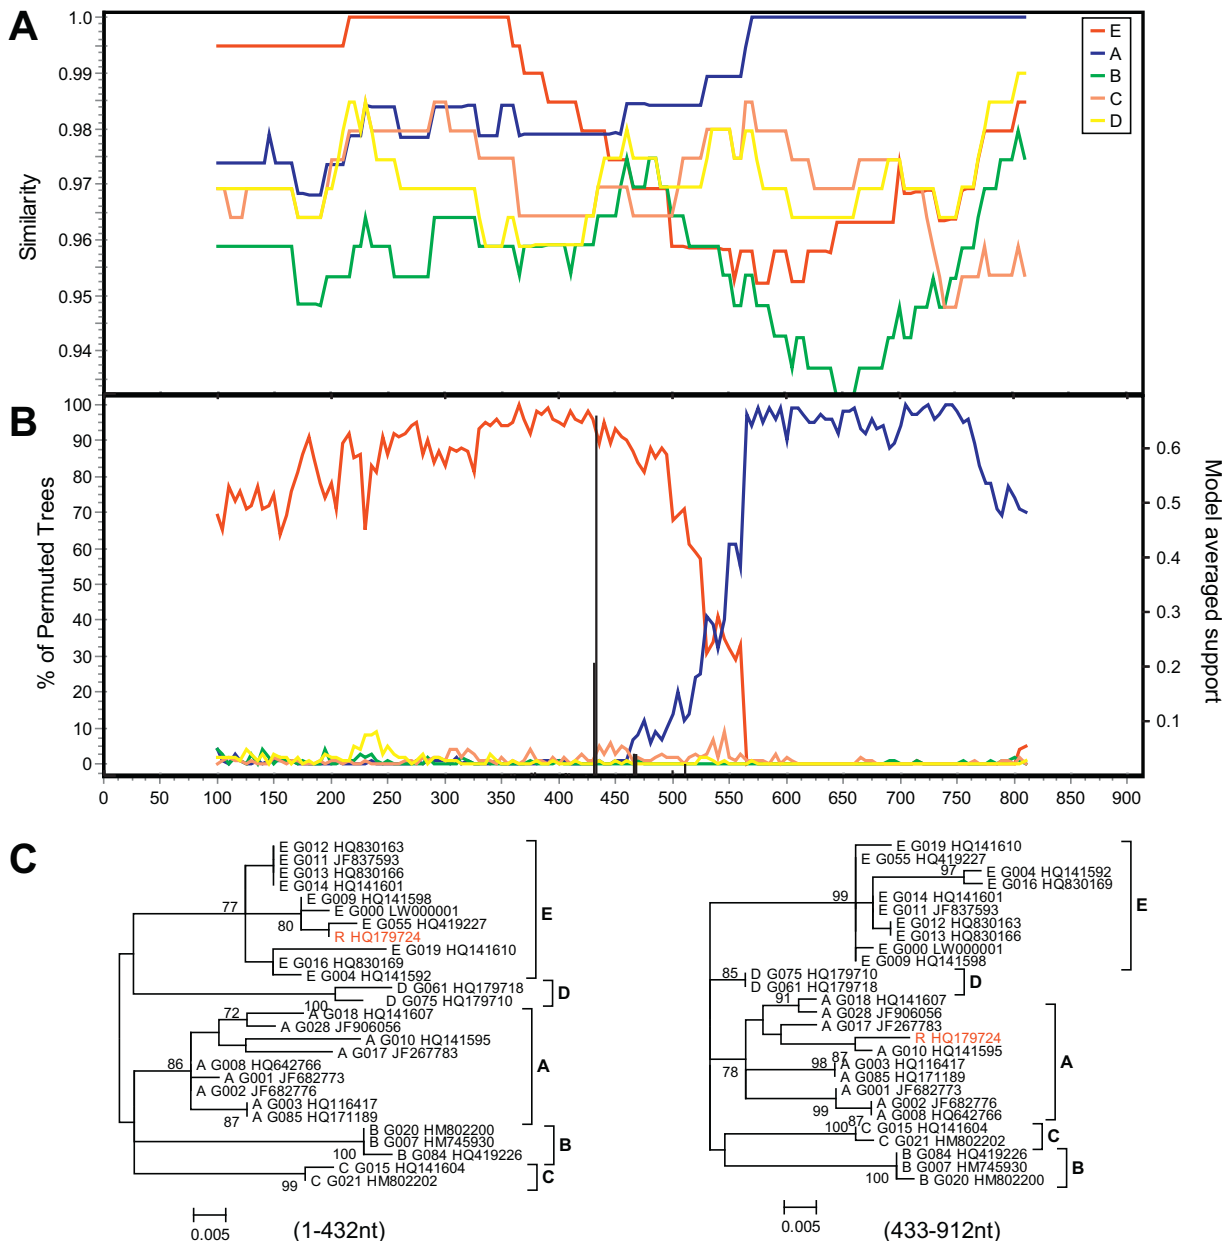 A
1.0
0.99
0.98
0.97
0.96
0.95
0.94
Similarity
E
A
B
C
D
B
100
90
80
70
60
50
40
30
20
10
0
% of Permuted Trees
0.6
0.5
0.4
0.3
0.2
0.1
Model averaged support
0 50 100 150 200 250 300 350 400 450 500 550 600 650 700 750 800 850 900
C
E G012 HQ830163
E G011 JF837593
E G013 HQ830166
E G014 HQ141601
E G009 HQ141598
E G000 LW000001
E G055 HQ419227
R HQ179724
E G019 HQ141610
E G016 HQ830169
E G004 HQ141592
D G061 HQ179718
D G075 HQ179710
A G018 HQ141607
A G028 JF906056
A G010 HQ141595
A G017 JF267783
A G008 HQ642766
A G001 JF682773
A G002 JF682776
A G003 HQ116417
A G085 HQ171189
B G020 HM802200
B G007 HM745930
B G084 HQ419226
C G015 HQ141604
C G021 HM802202
77
80
100
72
86
87
100
99
E
D
A
B
C
0.005
(1-432nt)
E G019 HQ141610
E G055 HQ419227
E G004 HQ141592
E G016 HQ830169
E G014 HQ141601
E G011 JF837593
E G012 HQ830163
E G013 HQ830166
E G000 LW000001
E G009 HQ141598
D G075 HQ179710
D G061 HQ179718
A G018 HQ141607
A G028 JF906056
A G017 JF267783
R HQ179724
A G010 HQ141595
A G003 HQ116417
A G085 HQ171189
A G001 JF682773
A G002 JF682776
A G008 HQ642766
C G015 HQ141604
C G021 HM802202
B G084 HQ419226
B G007 HM745930
B G020 HM802200
97
99
85
91
87
98
78
99
87
100
100
E
D
A
C
B
0.005
(433-912nt)